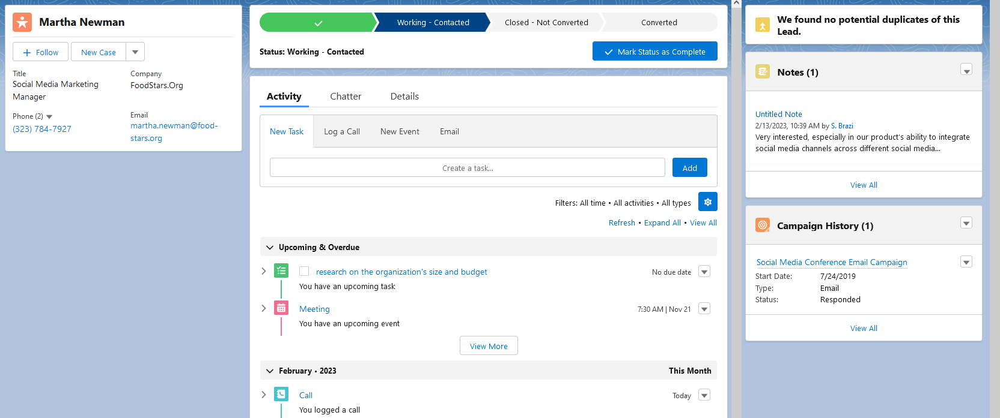 Martha Newman
Follow
New Case
Title
Social Media Marketing
Manager
Company
FoodStars.Org
Phone (2)
(323) 784-7927
Email
martha.newman@food-
stars.org
Working - Contacted
Closed - Not Converted
Converted
Status: Working - Contacted
Mark Status as Complete
Activity
Chatter
Details
New Task
Log a Call
New Event
Email
Create a task...
Add
Filters: All time • All activities • All types
Refresh • Expand All • View All
Upcoming & Overdue
research on the organization's size and budget
No due date
You have an upcoming task
Meeting
7:30 AM | Nov 21
You have an upcoming event
View More
February • 2023
This Month
Call
Today
You logged a call
We found no potential duplicates of this
Lead.
Notes (1)
Untitled Note
2/13/2023, 10:39 AM by S. Brazi
Very interested, especially in our product's ability to integrate
social media channels across different social media...
View All
Campaign History (1)
Social Media Conference Email Campaign
Start Date: 7/24/2019
Type: Email
Status: Responded
View All